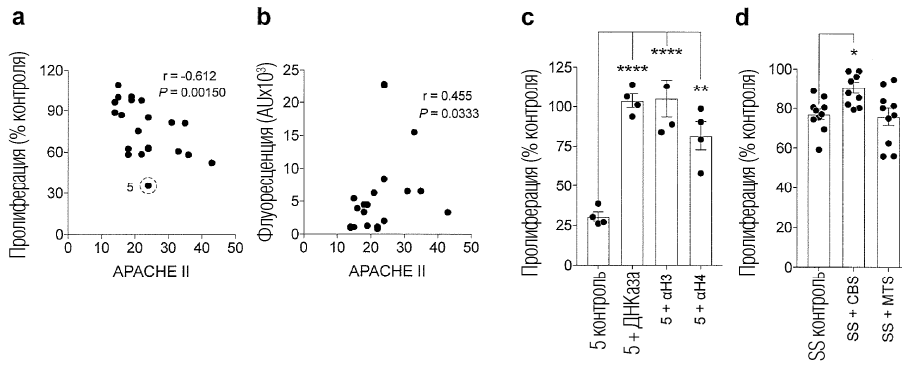 a
r = -0.612
P = 0.00150
Пролиферация (% контроля)
120
90
60
30
0
5
0 10 20 30 40 50
APACHE II
b
r = 0.455
P = 0.0333
Флуоресценция (AUx10³)
25
20
15
10
5
0
0 10 20 30 40 50
APACHE II
c
****
****
**
Пролиферация (% контроля)
125
100
75
50
25
0
5 контроль
5 + ДНКаза
5 + αH3
5 + αH4
d
*
Пролиферация (% контроля)
100
80
60
40
20
0
SS контроль
SS + CBS
SS + MTS